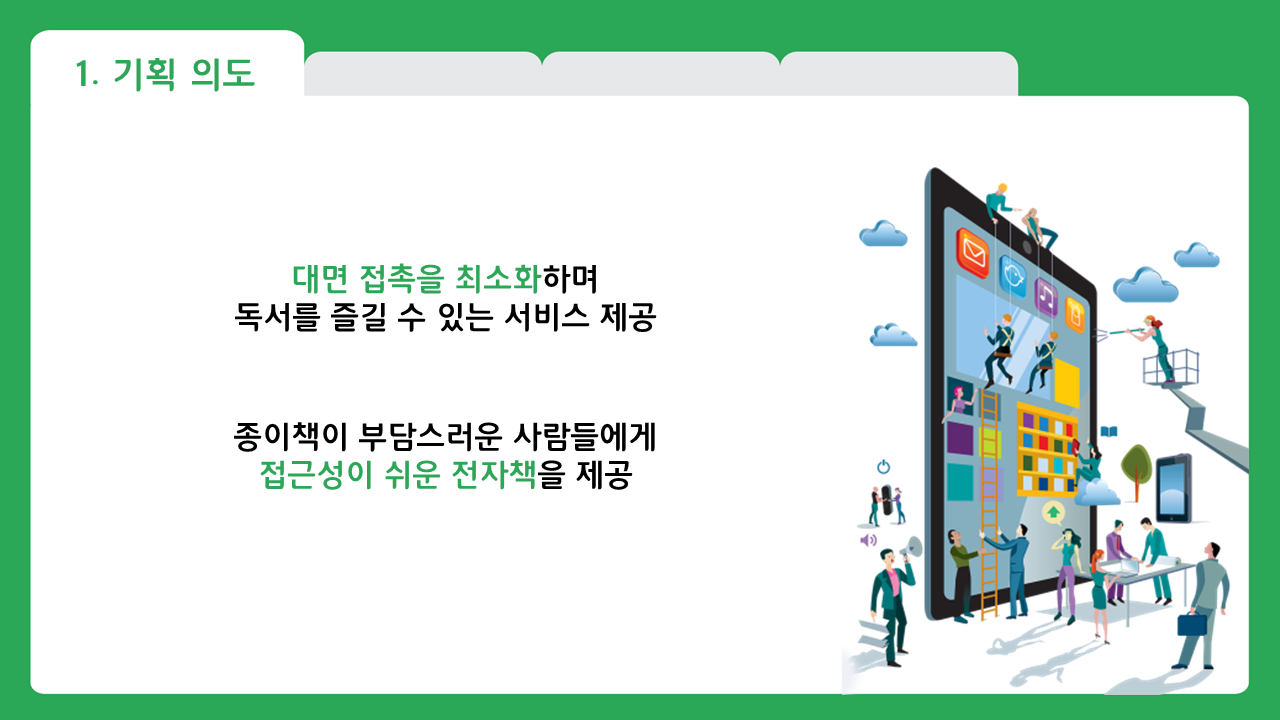 1. 기획 의도
대면 접촉을 최소화하며
독서를 즐길 수 있는 서비스 제공
종이책이 부담스러운 사람들에게
접근성이 쉬운 전자책을 제공